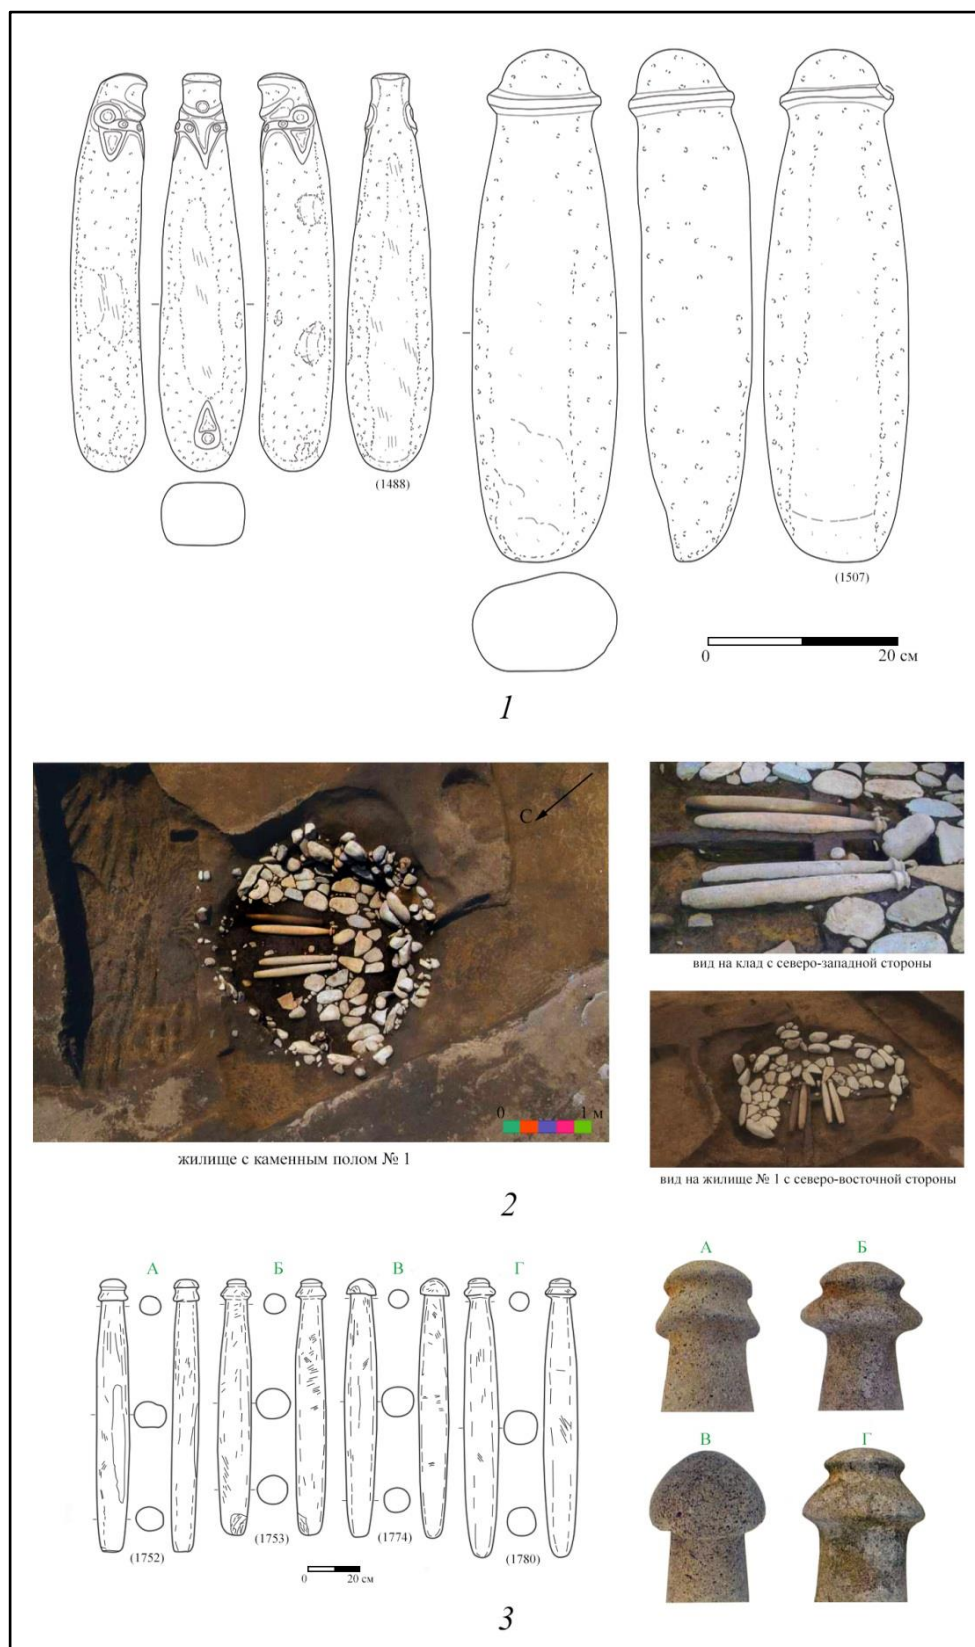 (1488)
(1507)
0 20 см
1
С
0 1 м
жилище с каменным полом № 1
вид на клад с северо-западной стороны
вид на жилище № 1 с северо-восточной стороны
2
А Б В Г
(1752) (1753) (1774) (1780)
0 20 см
А Б
В Г
3